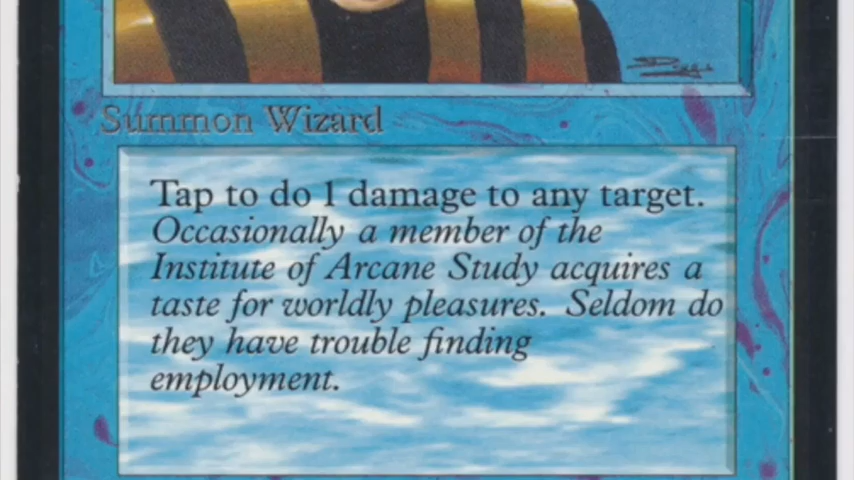 Summon Wizard
Tap to do 1 damage to any target.
Occasionally a member of the
Institute of Arcane Study acquires a
taste for worldly pleasures. Seldom do
they have trouble finding
employment.